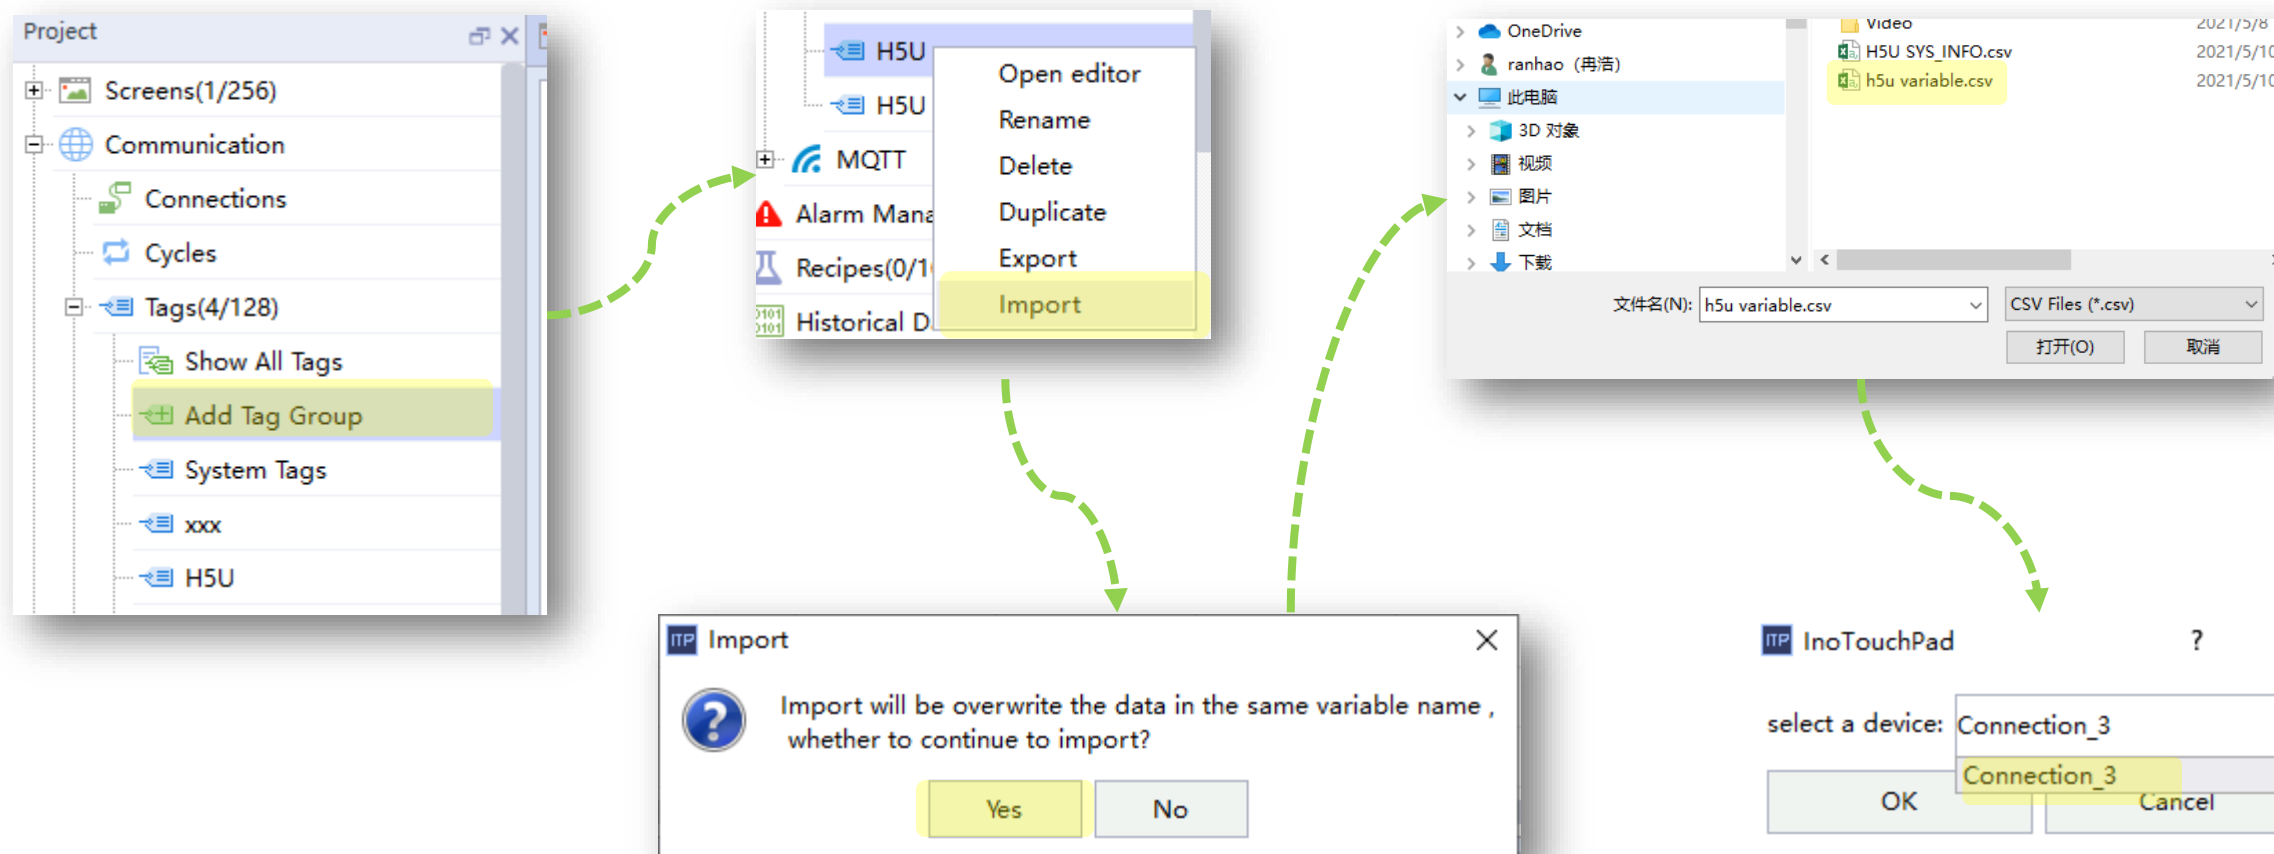 Project
Screens(1/256)
Communication
Connections
Cycles
Tags(4/128)
Show All Tags
Add Tag Group
System Tags
xxx
H5U
H5U
H5U
MQTT
Alarm Mana
Recipes(0/1
Historical D
Open editor
Rename
Delete
Duplicate
Export
Import
OneDrive
ranhao (冉浩)
此电脑
3D 对象
视频
图片
文档
下载
Video 2021/5/8
H5U SYS_INFO.csv 2021/5/10
h5u variable.csv 2021/5/10
文件名(N): h5u variable.csv CSV Files (*.csv)
打开(O) 取消
ITP Import
Import will be overwrite the data in the same variable name ,
whether to continue to import?
Yes No
ITP InoTouchPad ?
select a device: Connection_3
Connection_3
OK Cancel